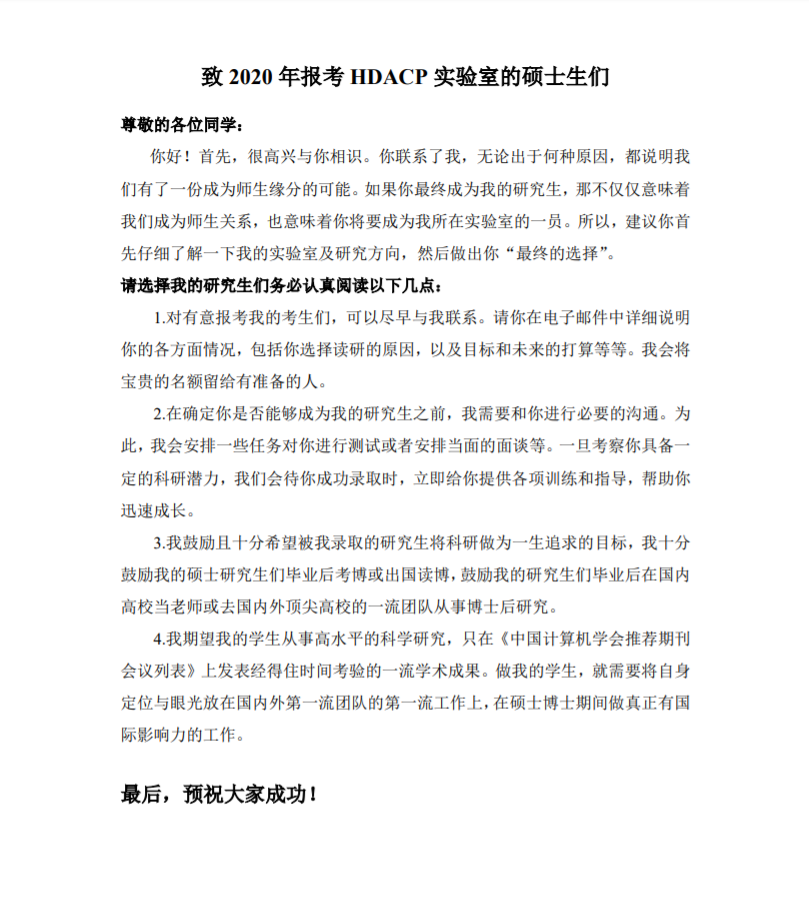 致 2020 年报考 HDACP 实验室的硕士生们
尊敬的各位同学：
你好！首先，很高兴与你相识。你联系了我，无论出于何种原因，都说明我
们有了一份成为师生缘分的可能。如果你最终成为我的研究生，那不仅仅意味着
我们成为师生关系，也意味着你将要成为我所在实验室的一员。所以，建议你首
先仔细了解一下我的实验室及研究方向，然后做出你“最终的选择”。
请选择我的研究生们务必认真阅读以下几点：
1.对有意报考我的考生们，可以尽早与我联系。请你在电子邮件中详细说明
你的各方面情况，包括你选择读研的原因，以及目标和未来的打算等等。我会将
宝贵的名额留给有准备的人。
2.在确定你是否能够成为我的研究生之前，我需要和你进行必要的沟通。为
此，我会安排一些任务对你进行测试或者安排当面的面谈等。一旦考察你具备一
定的科研潜力，我们会待你成功录取时，立即给你提供各项训练和指导，帮助你
迅速成长。
3.我鼓励且十分希望被我录取的研究生将科研做为一生追求的目标，我十分
鼓励我的硕士研究生们毕业后考博或出国读博，鼓励我的研究生们毕业后在国内
高校当老师或去国内外顶尖高校的一流团队从事博士后研究。
4.我期望我的学生从事高水平的科学研究，只在《中国计算机学会推荐期刊
会议列表》上发表经得住时间考验的一流学术成果。做我的学生，就需要将自身
定位与眼光放在国内外第一流团队的第一流工作上，在硕士博士期间做真正有国
际影响力的工作。
最后，预祝大家成功！